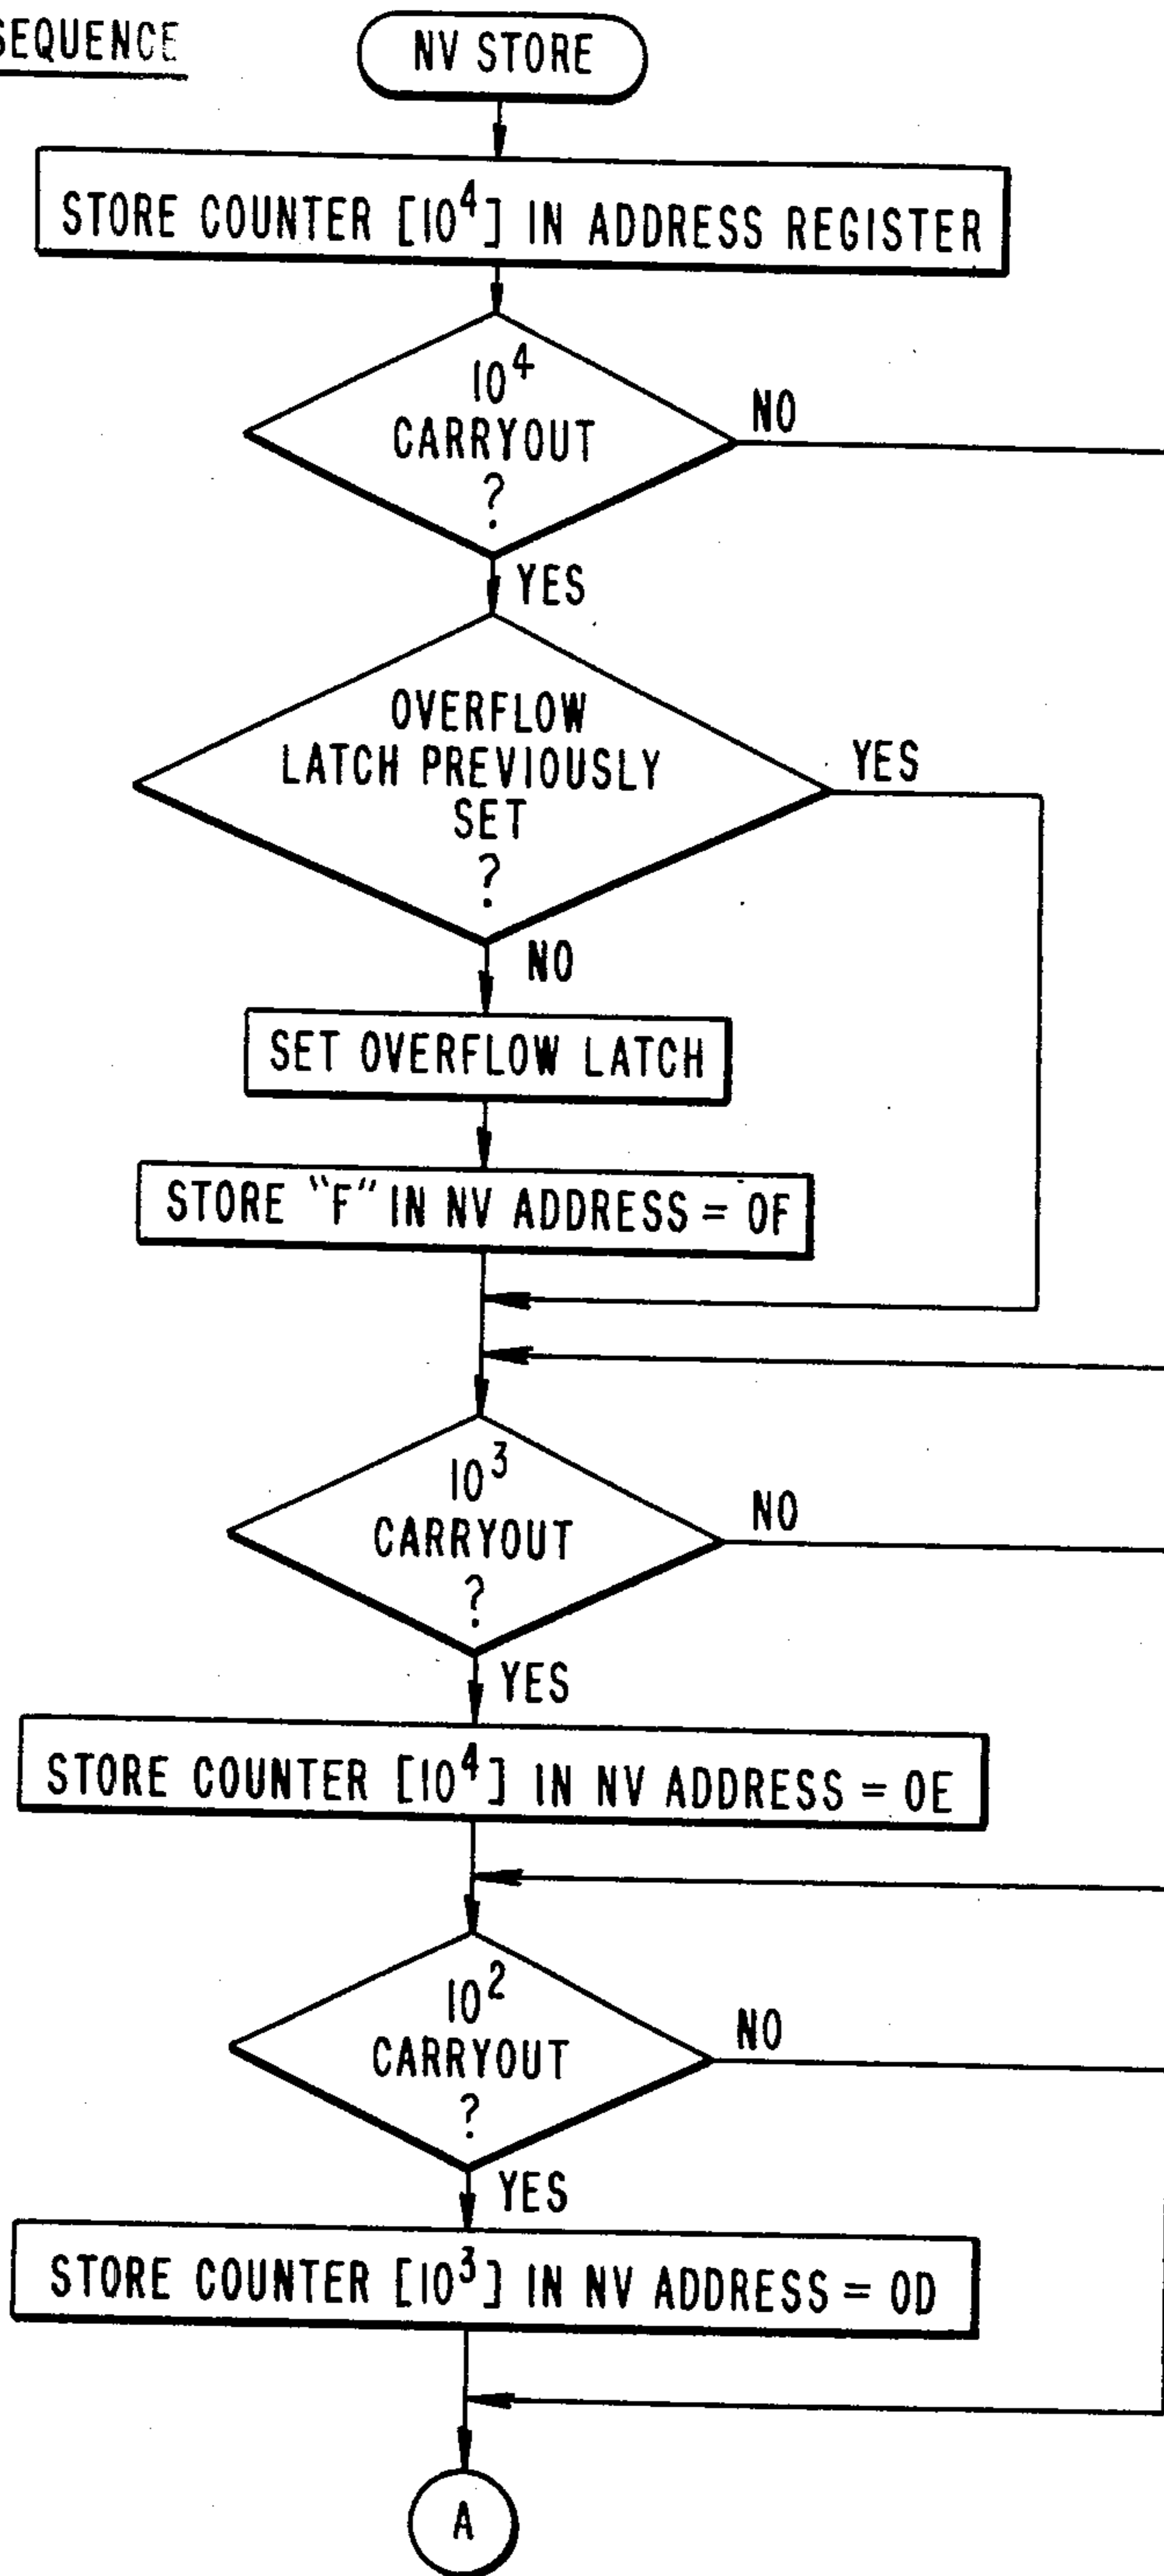 SEQUENCE
NV STORE
STORE COUNTER [10⁴] IN ADDRESS REGISTER
10⁴
CARRYOUT
?
NO
YES
OVERFLOW
LATCH PREVIOUSLY
SET
?
YES
NO
SET OVERFLOW LATCH
STORE "F" IN NV ADDRESS = 0F
10³
CARRYOUT
?
NO
YES
STORE COUNTER [10⁴] IN NV ADDRESS = 0E
10²
CARRYOUT
?
NO
YES
STORE COUNTER [10³] IN NV ADDRESS = 0D
A